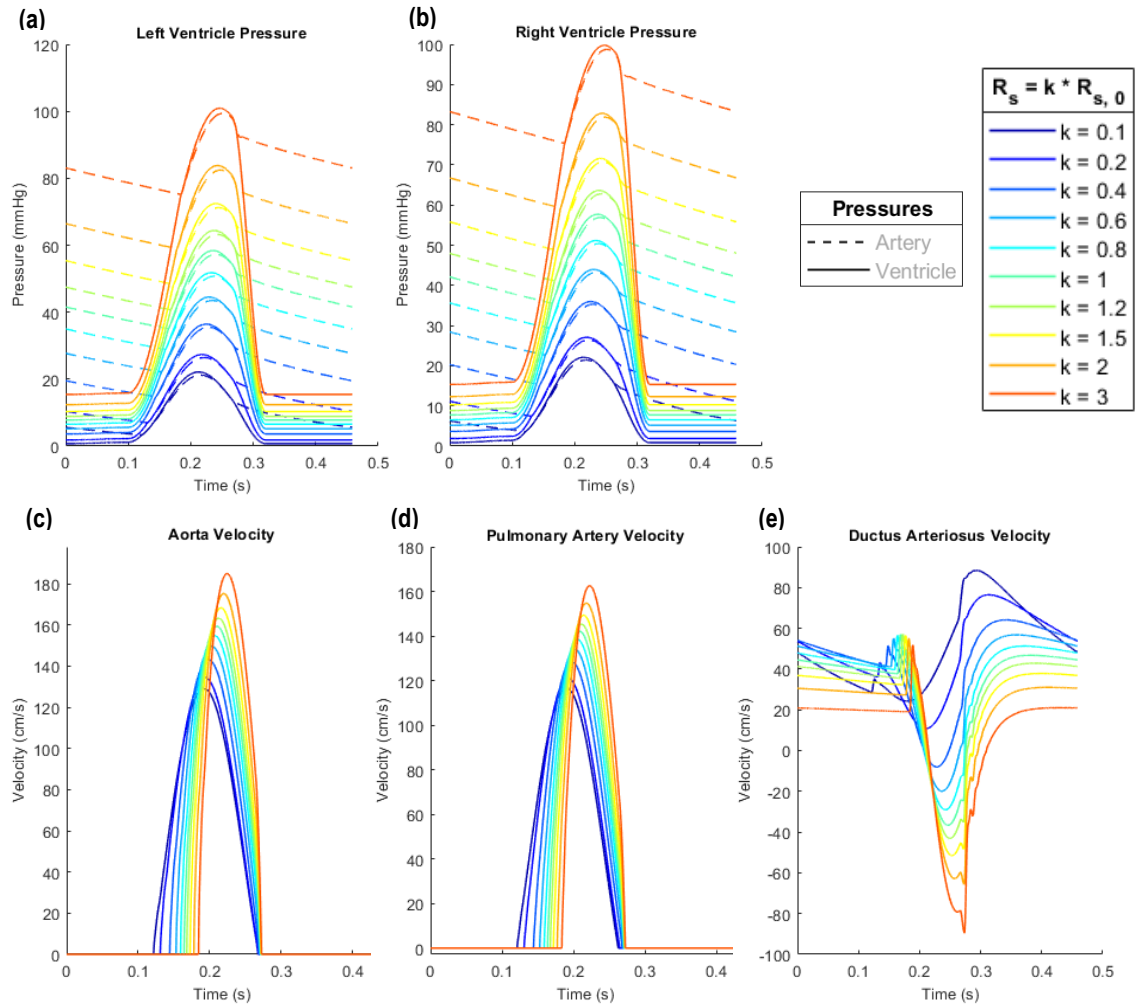 (a)
Left Ventricle Pressure
120
100
80
60
40
20
0
Pressure (mmHg)
0 0.1 0.2 0.3 0.4 0.5
Time (s)
(b)
Right Ventricle Pressure
100
90
80
70
60
50
40
30
20
10
0
Pressure (mmHg)
0 0.1 0.2 0.3 0.4 0.5
Time (s)
Pressures
Artery
Ventricle
R_s = k * R_s, 0
k = 0.1
k = 0.2
k = 0.4
k = 0.6
k = 0.8
k = 1
k = 1.2
k = 1.5
k = 2
k = 3
(c)
Aorta Velocity
180
160
140
120
100
80
60
40
20
0
Velocity (cm/s)
0 0.1 0.2 0.3 0.4
Time (s)
(d)
Pulmonary Artery Velocity
180
160
140
120
100
80
60
40
20
0
Velocity (cm/s)
0 0.1 0.2 0.3 0.4
Time (s)
(e)
Ductus Arteriosus Velocity
100
80
60
40
20
0
-20
-40
-60
-80
-100
Velocity (cm/s)
0 0.1 0.2 0.3 0.4 0.5
Time (s)